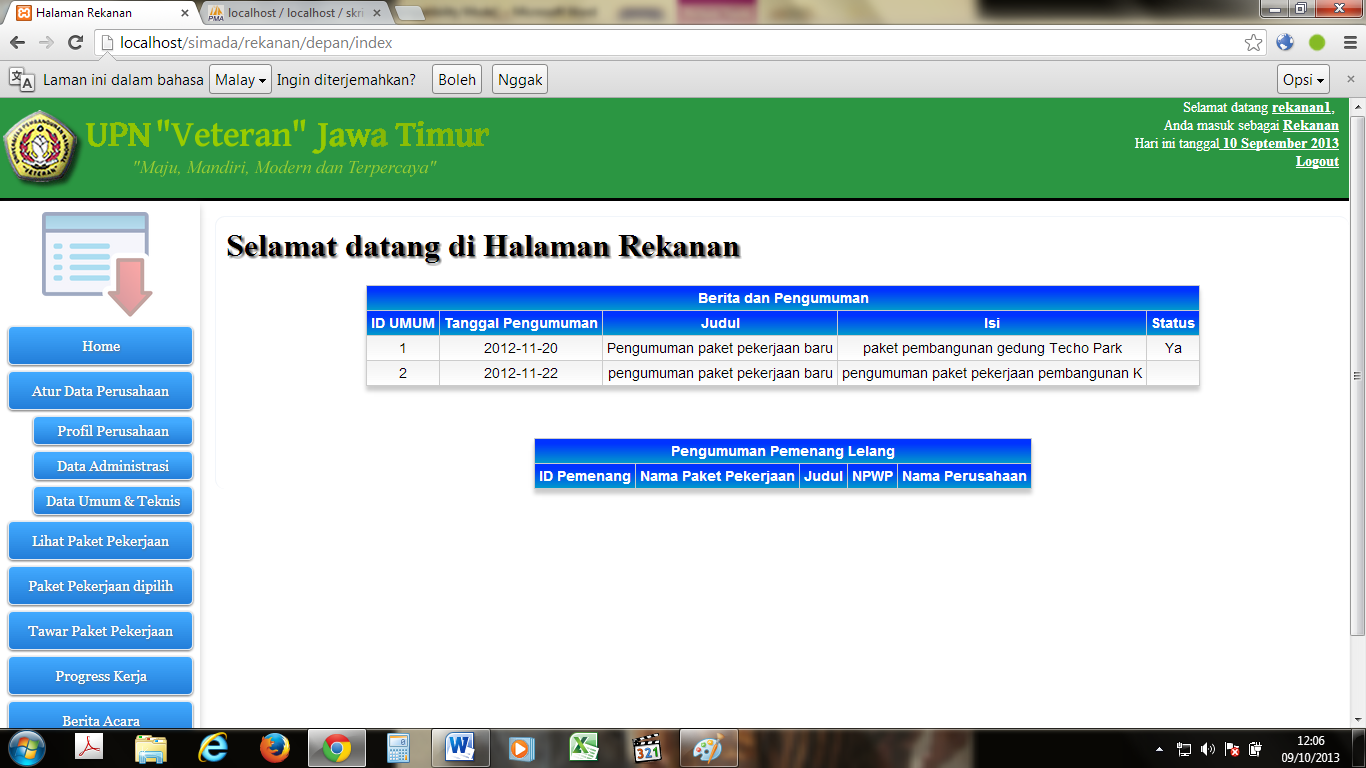 Halaman Rekanan
localhost / localhost / skri
localhost/simada/rekanan/depan/index
Laman ini dalam bahasa Malay Ingin diterjemahkan? Boleh Nggak Opsi
UPN "Veteran" Jawa Timur
"Maju, Mandiri, Modern dan Terpercaya"
Selamat datang rekanan1,
Anda masuk sebagai Rekanan
Hari ini tanggal 10 September 2013
Logout
Home
Atur Data Perusahaan
Profil Perusahaan
Data Administrasi
Data Umum & Teknis
Lihat Paket Pekerjaan
Paket Pekerjaan dipilih
Tawar Paket Pekerjaan
Progress Kerja
Berita Acara
Selamat datang di Halaman Rekanan
Berita dan Pengumuman
ID UMUM Tanggal Pengumuman Judul Isi Status
1 2012-11-20 Pengumuman paket pekerjaan baru paket pembangunan gedung Techo Park Ya
2 2012-11-22 pengumuman paket pekerjaan baru pengumuman paket pekerjaan pembangunan K
Pengumuman Pemenang Lelang
ID Pemenang Nama Paket Pekerjaan Judul NPWP Nama Perusahaan
12:06
09/10/2013